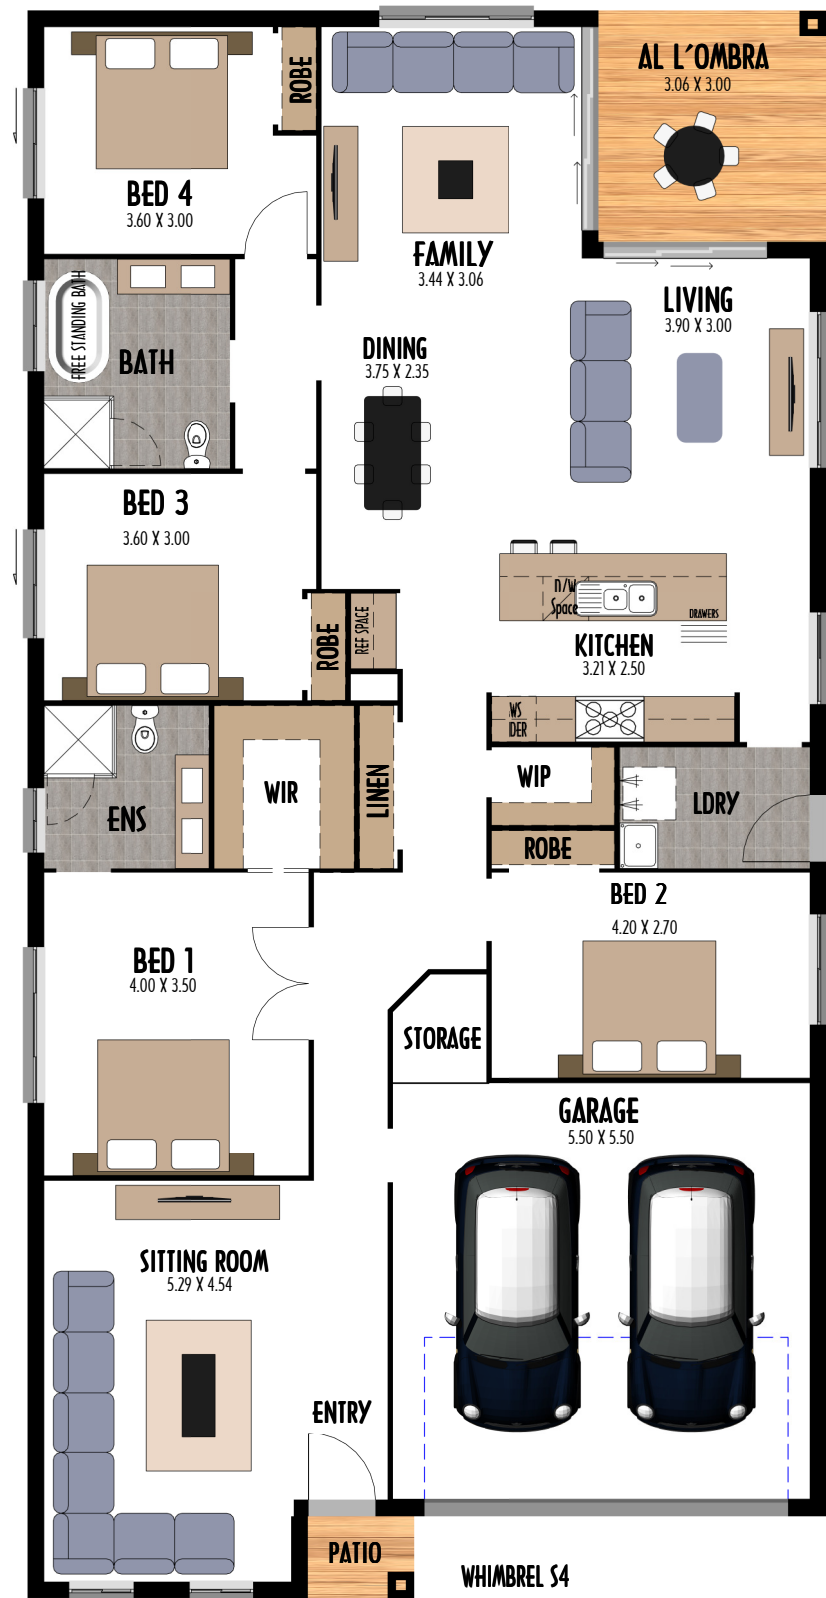 AL L'OMBRA
3.06 X 3.00
ROBE
BED 4
3.60 X 3.00
FAMILY
3.44 X 3.06
LIVING
3.90 X 3.00
FREE STANDING BATH
BATH
DINING
3.75 X 2.35
BED 3
3.60 X 3.00
n/w
Space
DRAWERS
ROBE
REF SPACE
KITCHEN
3.21 X 2.50
WS
DER
WIR
LINEN
WIP
LDRY
ENS
ROBE
BED 2
4.20 X 2.70
BED 1
4.00 X 3.50
STORAGE
GARAGE
5.50 X 5.50
SITTING ROOM
5.29 X 4.54
ENTRY
PATIO
WHIMBREL S4